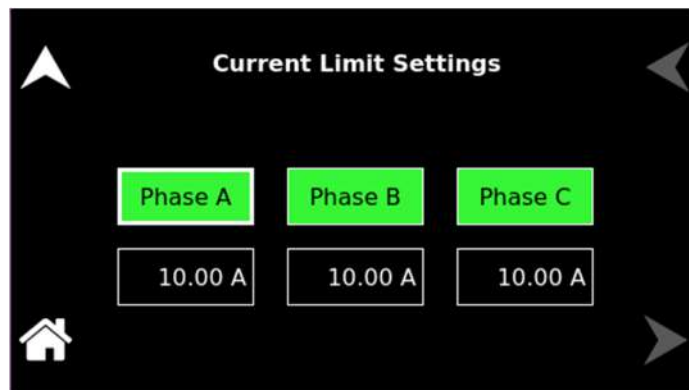 Current Limit Settings
Phase A Phase B Phase C
10.00 A 10.00 A 10.00 A